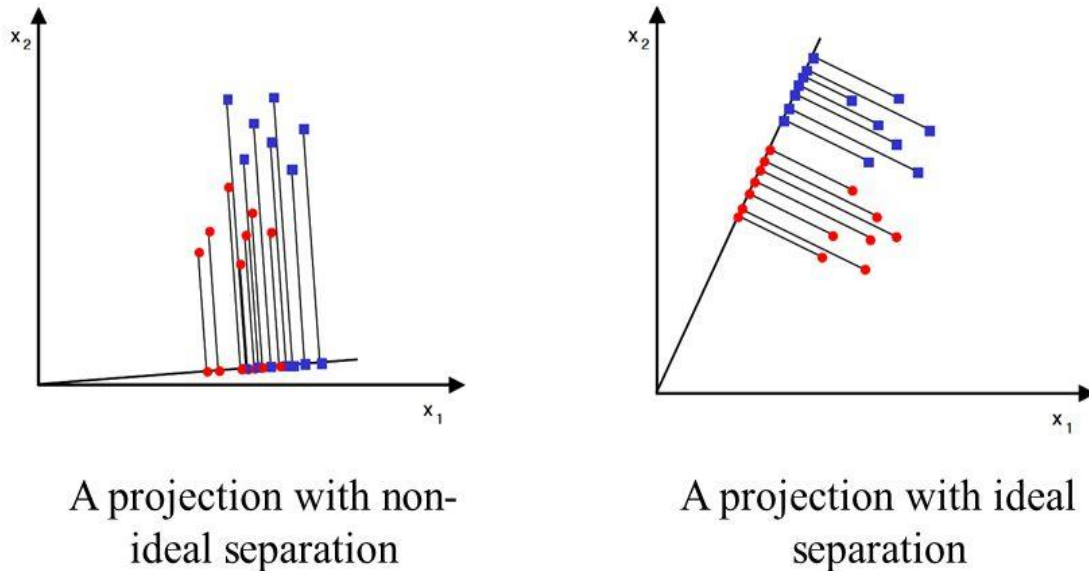 x2
x1
A projection with non-
ideal separation
x2
x1
A projection with ideal
separation